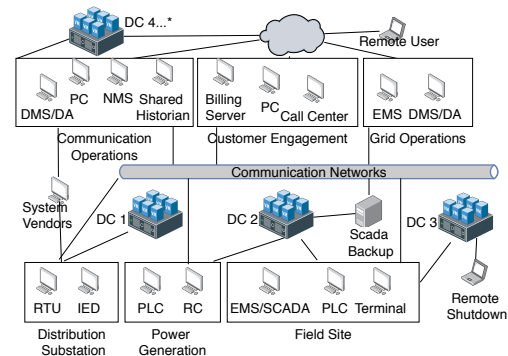 DC 4...*
Remote User
DMS/DA
PC
NMS
Shared
Historian
Billing
Server
PC
Call Center
EMS
DMS/DA
Communication
Operations
Customer Engagement
Grid Operations
Communication Networks
System
Vendors
DC 1
DC 2
Scada
Backup
DC 3
RTU
IED
PLC
RC
EMS/SCADA
PLC
Terminal
Remote
Shutdown
Distribution
Substation
Power
Generation
Field Site